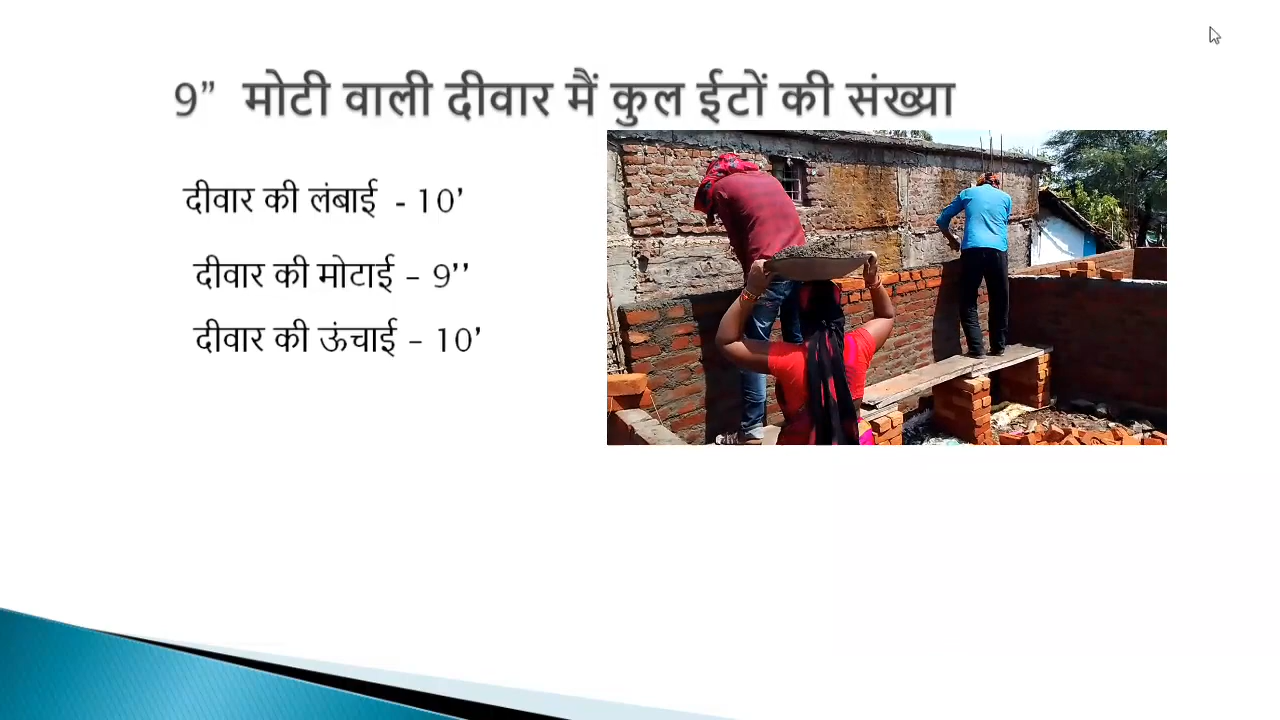 9” मोटी वाली दीवार मैं कुल ईटों की संख्या
दीवार की लंबाई - 10’
दीवार की मोटाई – 9’’
दीवार की ऊंचाई – 10’